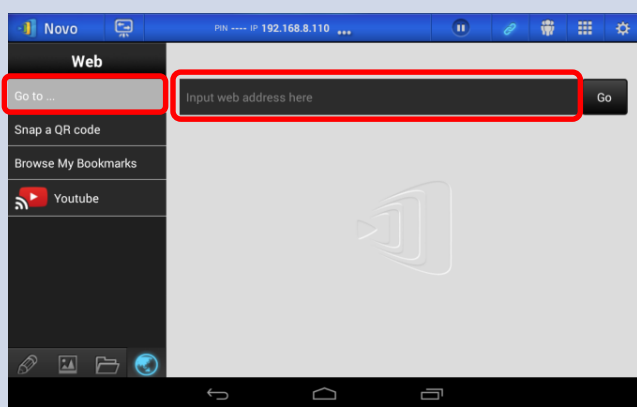 Novo
PIN ---- IP 192.168.8.110 ...
Web
Go to ...
Input web address here
Go
Snap a QR code
Browse My Bookmarks
Youtube